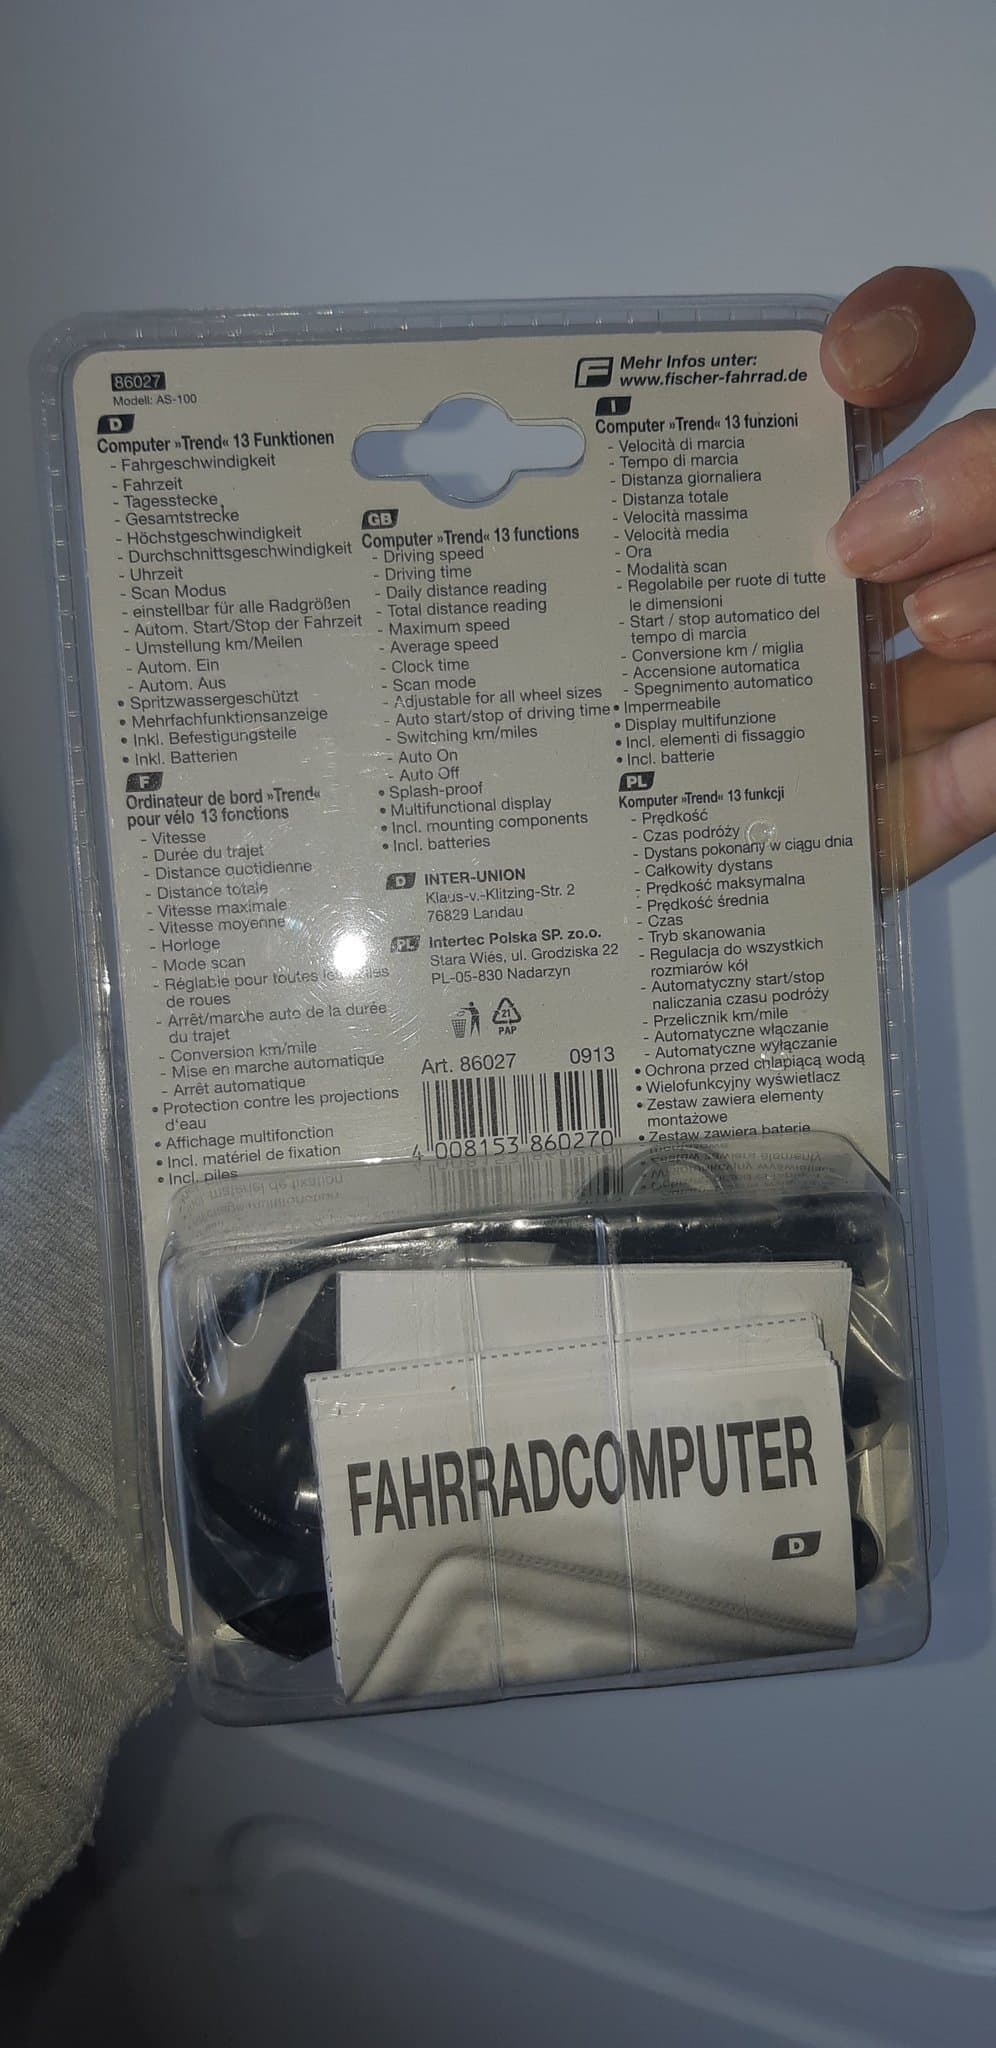 86027
Modell: AS-100
F Mehr Infos unter:
www.fischer-fahrrad.de
D
Computer »Trend« 13 Funktionen
- Fahrgeschwindigkeit
- Fahrzeit
- Tagesstecke
- Gesamtstrecke
- Höchstgeschwindigkeit
- Durchschnittsgeschwindigkeit
- Uhrzeit
- Scan Modus
- einstellbar für alle Radgrößen
- Autom. Start/Stop der Fahrzeit
- Umstellung km/Meilen
- Autom. Ein
- Autom. Aus
• Spritzwassergeschützt
• Mehrfachfunktionsanzeige
• Inkl. Befestigungsteile
• Inkl. Batterien
F
Ordinateur de bord »Trend«
pour vélo 13 fonctions
- Vitesse
- Durée du trajet
- Distance quotidienne
- Distance totale
- Vitesse maximale
- Vitesse moyenne
- Horloge
- Mode scan
- Réglable pour toutes
de roues
- Arrêt/marche auto de la durée
du trajet
- Conversion km/mile
- Mise en marche automatique
- Arrêt automatique
• Protection contre les projections
d'eau
• Affichage multifonction
• Incl. matériel de fixation
• Incl. piles
GB
Computer »Trend« 13 functions
- Driving speed
- Driving time
- Daily distance reading
- Total distance reading
- Maximum speed
- Average speed
- Clock time
- Scan mode
- Adjustable for all wheel sizes
- Auto start/stop of driving time
- Switching km/miles
- Auto On
- Auto Off
• Splash-proof
• Multifunctional display
• Incl. mounting components
• Incl. batteries
D INTER-UNION
Klaus-v.-Klitzing-Str. 2
76829 Landau
PL Intertec Polska SP. zo.o.
Stara Wiés, ul. Grodziska 22
PL-05-830 Nadarzyn
21
PAP
Art. 86027 0913
4 008153 860270
I
Computer »Trend« 13 funzioni
- Velocità di marcia
- Tempo di marcia
- Distanza giornaliera
- Distanza totale
- Velocità massima
- Velocità media
- Ora
- Modalità scan
- Regolabile per ruote di tutte
le dimensioni
- Start / stop automatico del
tempo di marcia
- Conversione km / miglia
- Accensione automatica
- Spegnimento automatico
• Impermeabile
• Display multifunzione
• Incl. elementi di fissaggio
• Incl. batterie
PL
Komputer »Trend« 13 funkcji
- Prędkość
- Czas podróży
- Dystans pokonany w ciągu dnia
- Całkowity dystans
- Prędkość maksymalna
- Prędkość średnia
- Czas
- Tryb skanowania
- Regulacja do wszystkich
rozmiarów kół
- Automatyczny start/stop
naliczania czasu podróży
- Przelicznik km/mile
- Automatyczne włączanie
- Automatyczne wyłączanie
• Ochrona przed chlapiącą wodą
• Wielofunkcyjny wyświetlacz
• Zestaw zawiera elementy
montażowe
• Zestaw zawiera baterie
FAHRRADCOMPUTER
D